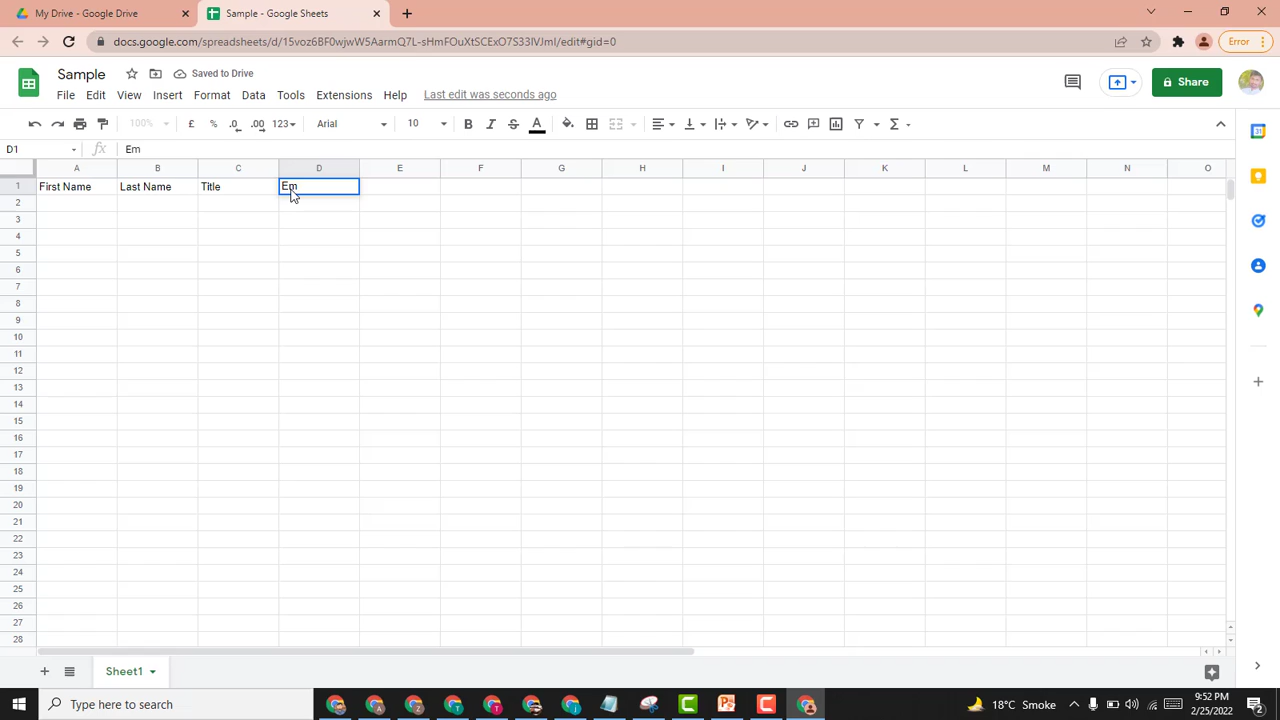 My Drive - Google Drive
Sample - Google Sheets
docs.google.com/spreadsheets/d/15voz6BF0wjwW5AarmQ7L-sHmFOuXtSCExO7S33IVJmI/edit#gid=0
Error
Sample
Saved to Drive
File Edit View Insert Format Data Tools Extensions Help Last edit was seconds ago
Share
100% £ % .0 .00 123 Arial 10 B I S A Σ
D1 fx Em
A B C D E F G H I J K L M N O
1 First Name Last Name Title Em
2
3
4
5
6
7
8
9
10
11
12
13
14
15
16
17
18
19
20
21
22
23
24
25
26
27
28
Sheet1
Type here to search
18°C Smoke
9:52 PM
2/25/2022
2